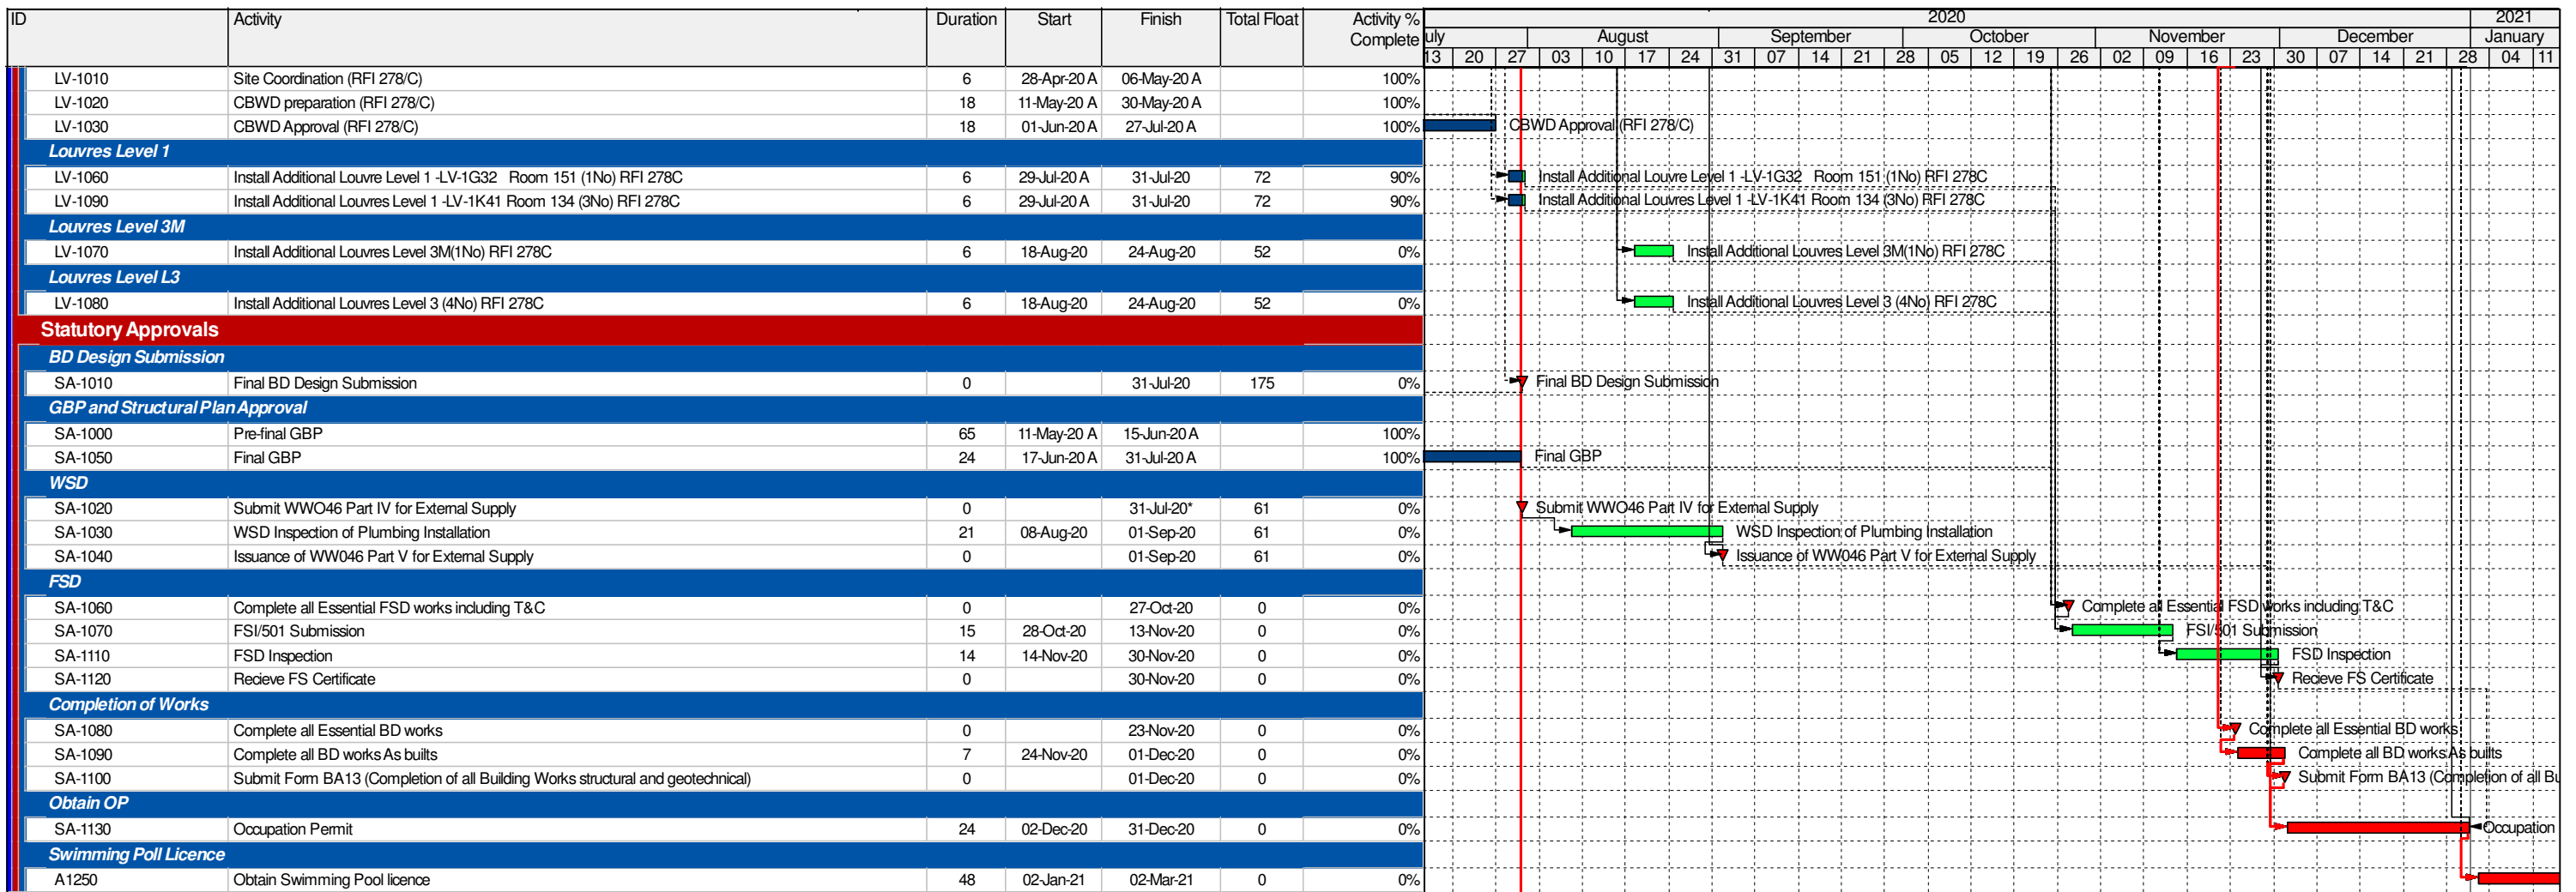 ID Activity Duration Start Finish Total Float Activity % Complete 2020 2021
uly August September October November December January
13 20 27 03 10 17 24 31 07 14 21 28 05 12 19 26 02 09 16 23 30 07 14 21 28 04 11
LV-1010 Site Coordination (RFI 278/C) 6 28-Apr-20 A 06-May-20 A 100%
LV-1020 CBWD preparation (RFI 278/C) 18 11-May-20 A 30-May-20 A 100%
LV-1030 CBWD Approval (RFI 278/C) 18 01-Jun-20 A 27-Jul-20 A 100% CBWD Approval (RFI 278/C)
Louvres Level 1
LV-1060 Install Additional Louvre Level 1 -LV-1G32 Room 151 (1No) RFI 278C 6 29-Jul-20 A 31-Jul-20 72 90% Install Additional Louvre Level 1 -LV-1G32 Room 151 (1No) RFI 278C
LV-1090 Install Additional Louvres Level 1 -LV-1K41 Room 134 (3No) RFI 278C 6 29-Jul-20 A 31-Jul-20 72 90% Install Additional Louvres Level 1 -LV-1K41 Room 134 (3No) RFI 278C
Louvres Level 3M
LV-1070 Install Additional Louvres Level 3M(1No) RFI 278C 6 18-Aug-20 24-Aug-20 52 0% Install Additional Louvres Level 3M(1No) RFI 278C
Louvres Level L3
LV-1080 Install Additional Louvres Level 3 (4No) RFI 278C 6 18-Aug-20 24-Aug-20 52 0% Install Additional Louvres Level 3 (4No) RFI 278C
Statutory Approvals
BD Design Submission
SA-1010 Final BD Design Submission 0 31-Jul-20 175 0% Final BD Design Submission
GBP and Structural Plan Approval
SA-1000 Pre-final GBP 65 11-May-20 A 15-Jun-20 A 100%
SA-1050 Final GBP 24 17-Jun-20 A 31-Jul-20 A 100% Final GBP
WSD
SA-1020 Submit WWO46 Part IV for External Supply 0 31-Jul-20* 61 0% Submit WWO46 Part IV for External Supply
SA-1030 WSD Inspection of Plumbing Installation 21 08-Aug-20 01-Sep-20 61 0% WSD Inspection of Plumbing Installation
SA-1040 Issuance of WW046 Part V for External Supply 0 01-Sep-20 61 0% Issuance of WW046 Part V for External Supply
FSD
SA-1060 Complete all Essential FSD works including T&C 0 27-Oct-20 0 0% Complete all Essential FSD works including T&C
SA-1070 FSI/501 Submission 15 28-Oct-20 13-Nov-20 0 0% FSI/501 Submission
SA-1110 FSD Inspection 14 14-Nov-20 30-Nov-20 0 0% FSD Inspection
SA-1120 Recieve FS Certificate 0 30-Nov-20 0 0% Recieve FS Certificate
Completion of Works
SA-1080 Complete all Essential BD works 0 23-Nov-20 0 0% Complete all Essential BD works
SA-1090 Complete all BD works As builts 7 24-Nov-20 01-Dec-20 0 0% Complete all BD works As builts
SA-1100 Submit Form BA13 (Completion of all Building Works structural and geotechnical) 0 01-Dec-20 0 0% Submit Form BA13 (Completion of all Bu
Obtain OP
SA-1130 Occupation Permit 24 02-Dec-20 31-Dec-20 0 0% Occupation
Swimming Poll Licence
A1250 Obtain Swimming Pool licence 48 02-Jan-21 02-Mar-21 0 0%